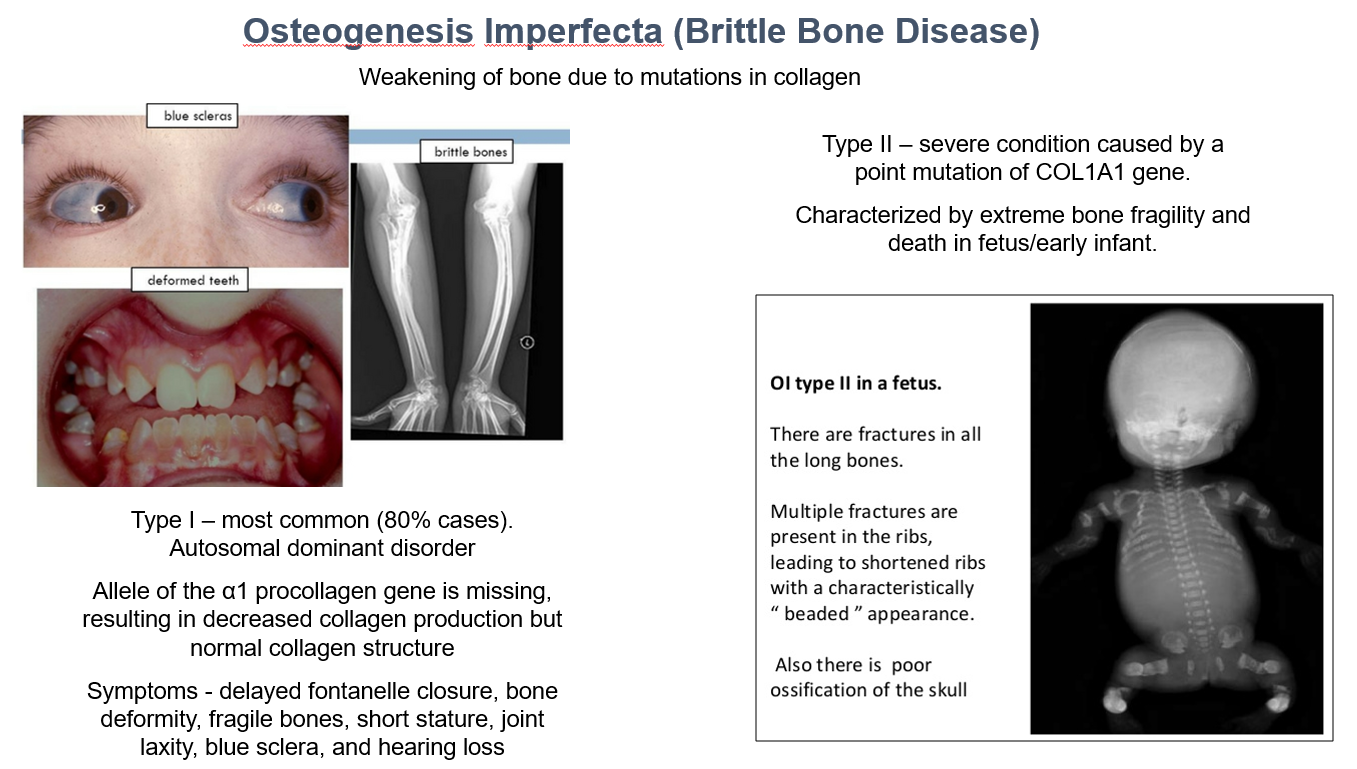 Osteogenesis Imperfecta (Brittle Bone Disease)
Weakening of bone due to mutations in collagen
blue scleras
brittle bones
deformed teeth
Type I – most common (80% cases).
Autosomal dominant disorder
Allele of the α1 procollagen gene is missing,
resulting in decreased collagen production but
normal collagen structure
Symptoms - delayed fontanelle closure, bone
deformity, fragile bones, short stature, joint
laxity, blue sclera, and hearing loss
Type II – severe condition caused by a
point mutation of COL1A1 gene.
Characterized by extreme bone fragility and
death in fetus/early infant.
OI type II in a fetus.
There are fractures in all
the long bones.
Multiple fractures are
present in the ribs,
leading to shortened ribs
with a characteristically
“ beaded ” appearance.
Also there is poor
ossification of the skull